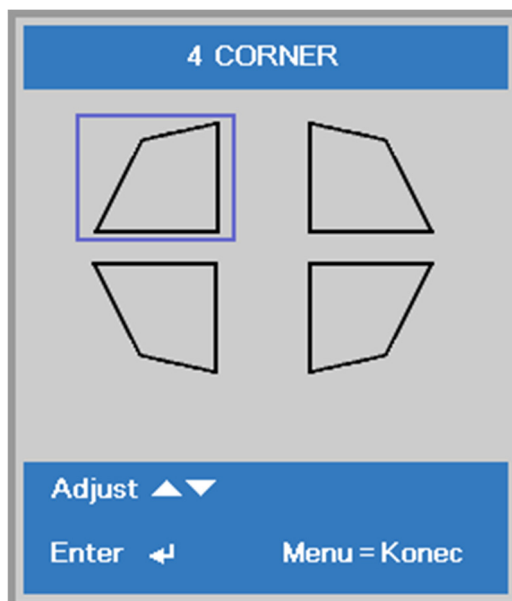 4 CORNER
Adjust ▲▼
Enter ↵ Menu = Konec